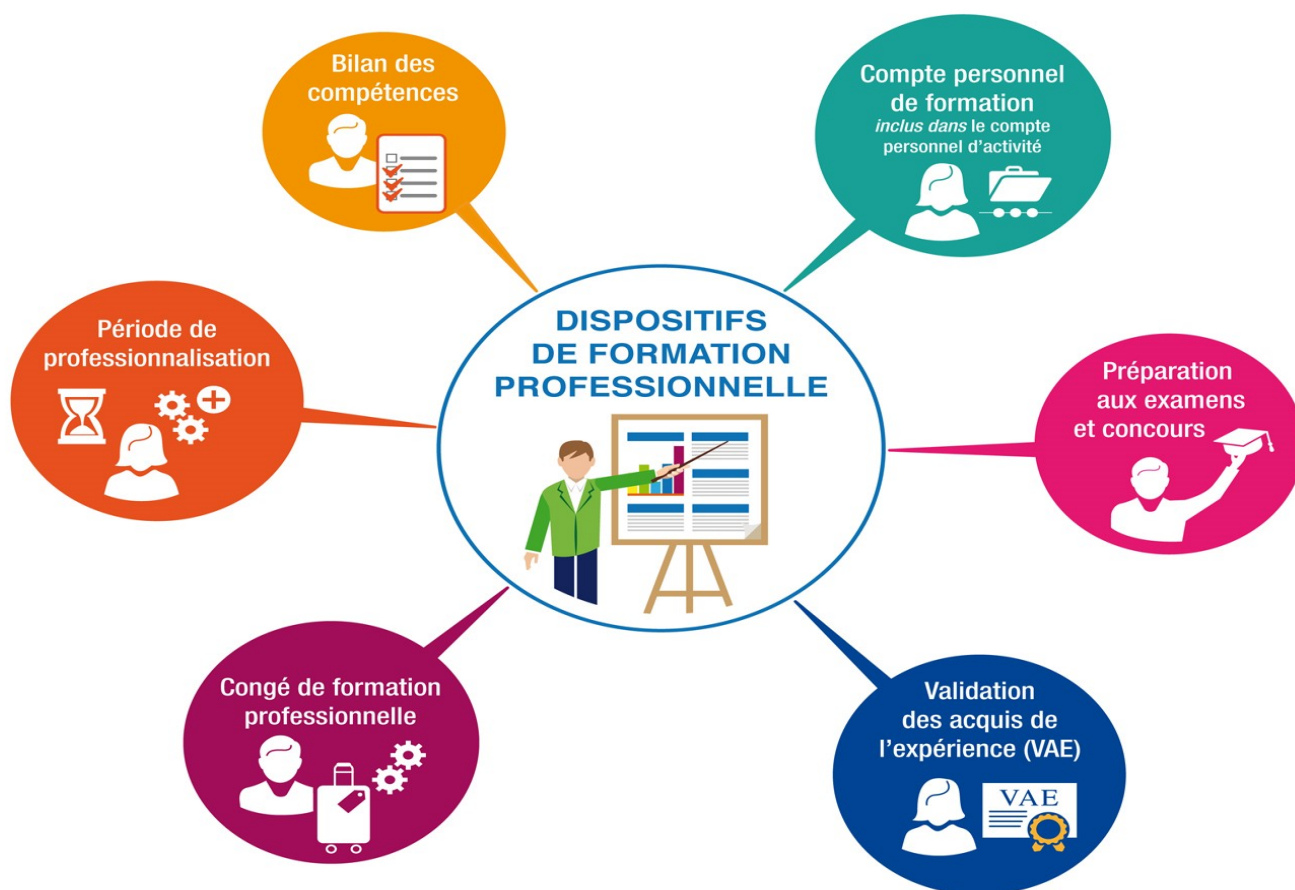 Bilan des
compétences
Compte personnel
de formation
inclus dans le compte
personnel d'activité
Période de
professionnalisation
DISPOSITIFS
DE FORMATION
PROFESSIONNELLE
Préparation
aux examens
et concours
Congé de formation
professionnelle
Validation
des acquis de
l'expérience (VAE)
VAE